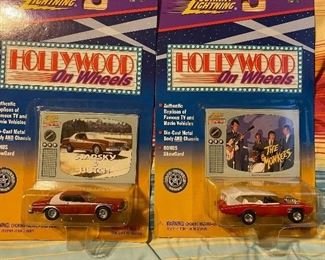 LIGHTNING
HOLLYWOOD
On Wheels
Authentic
Replicas of
Famous TV and
Movie Vehicles
Die-Cast Metal
Body AND Chassis
BONUS
ShowCard
STARSKY
LIGHTNING
HOLLYWOOD
On Wheels
Authentic
Replicas of
Famous TV and
Movie Vehicles
Die-Cast Metal
Body AND Chassis
BONUS
ShowCard
THE
MONKEES
WARNING: